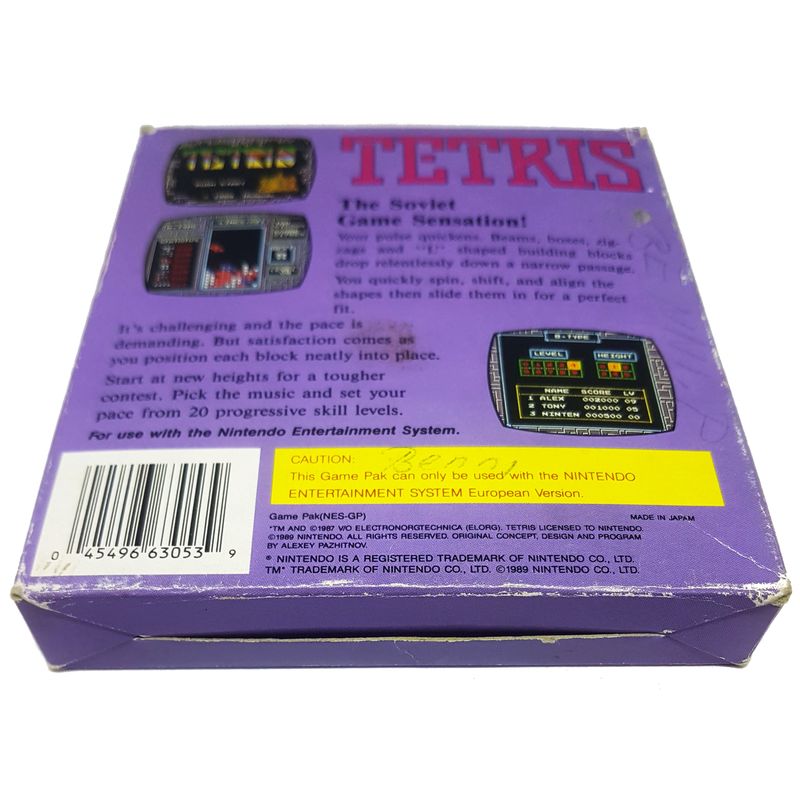 TETRIS
TETRIS
The Soviet
Game Sensation!
Your pulse quickens. Beams, boxes, zig-
zags and "L" shaped building blocks
drop relentlessly down a narrow passage.
You quickly spin, shift, and align the
shapes then slide them in for a perfect
fit.
It's challenging and the pace is
demanding. But satisfaction comes as
you position each block neatly into place.
Start at new heights for a tougher
contest. Pick the music and set your
pace from 20 progressive skill levels.
For use with the Nintendo Entertainment System.
B-TYPE
LEVEL HEIGHT
NAME SCORE LV
1 ALEX 002000 09
2 TONY 001000 05
3 NINTEN 000500 00
Benny
CAUTION:
This Game Pak can only be used with the NINTENDO
ENTERTAINMENT SYSTEM European Version.
0 45496 63053 9
Game Pak(NES-GP) MADE IN JAPAM
"TM AND ©1987 V/O ELECTRONORGTECHNICA (ELORG). TETRIS LICENSED TO NINTENDO.
©1989 NINTENDO. ALL RIGHTS RESERVED. ORIGINAL CONCEPT, DESIGN AND PROGRAM
BY ALEXEY PAZHITNOV.
® NINTENDO IS A REGISTERED TRADEMARK OF NINTENDO CO., LTD.
TM* TRADEMARK OF NINTENDO CO., LTD. ©1989 NINTENDO CO., LTD.